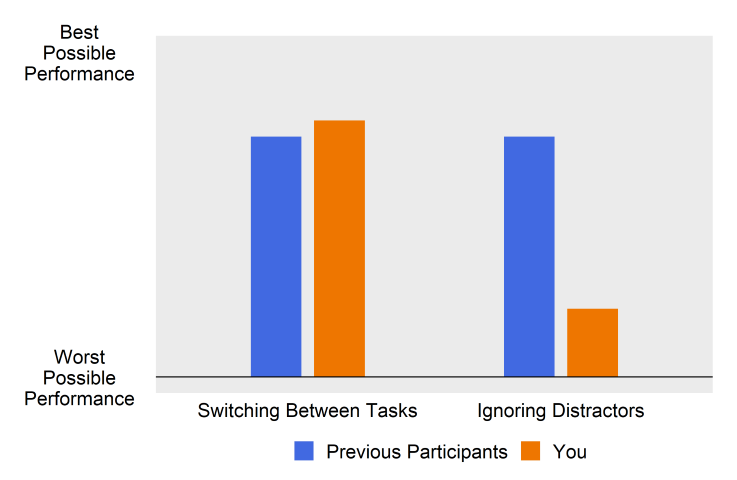 Best
Possible
Performance
Worst
Possible
Performance
Switching Between Tasks
Ignoring Distractors
Previous Participants
You